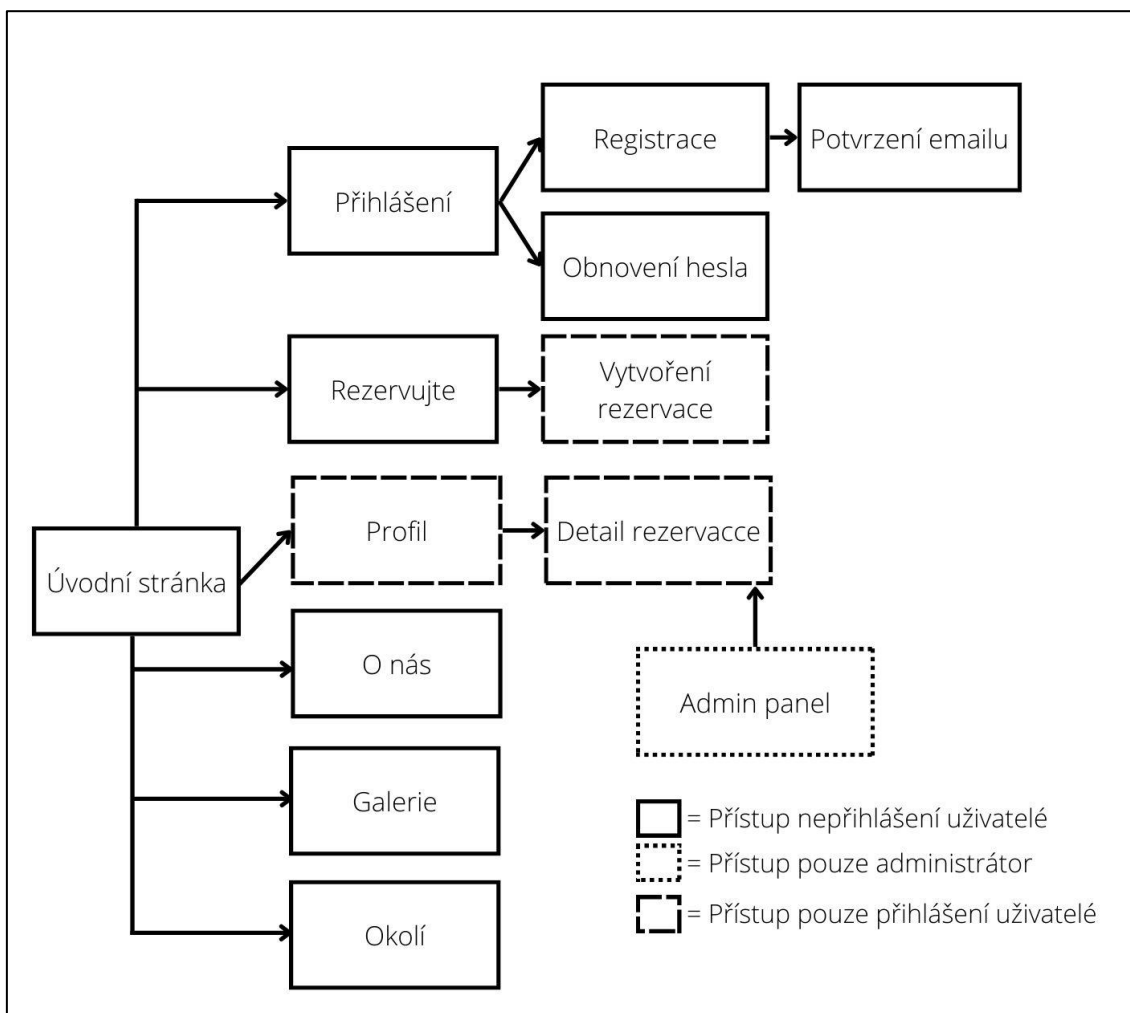 Registrace
Potvrzení emailu
Přihlášení
Obnovení hesla
Rezervujte
Vytvoření
rezervace
Profil
Detail rezervacce
Úvodní stránka
O nás
Admin panel
Galerie
Okolí
= Přístup nepřihlášení uživatelé
= Přístup pouze administrátor
= Přístup pouze přihlášení uživatelé